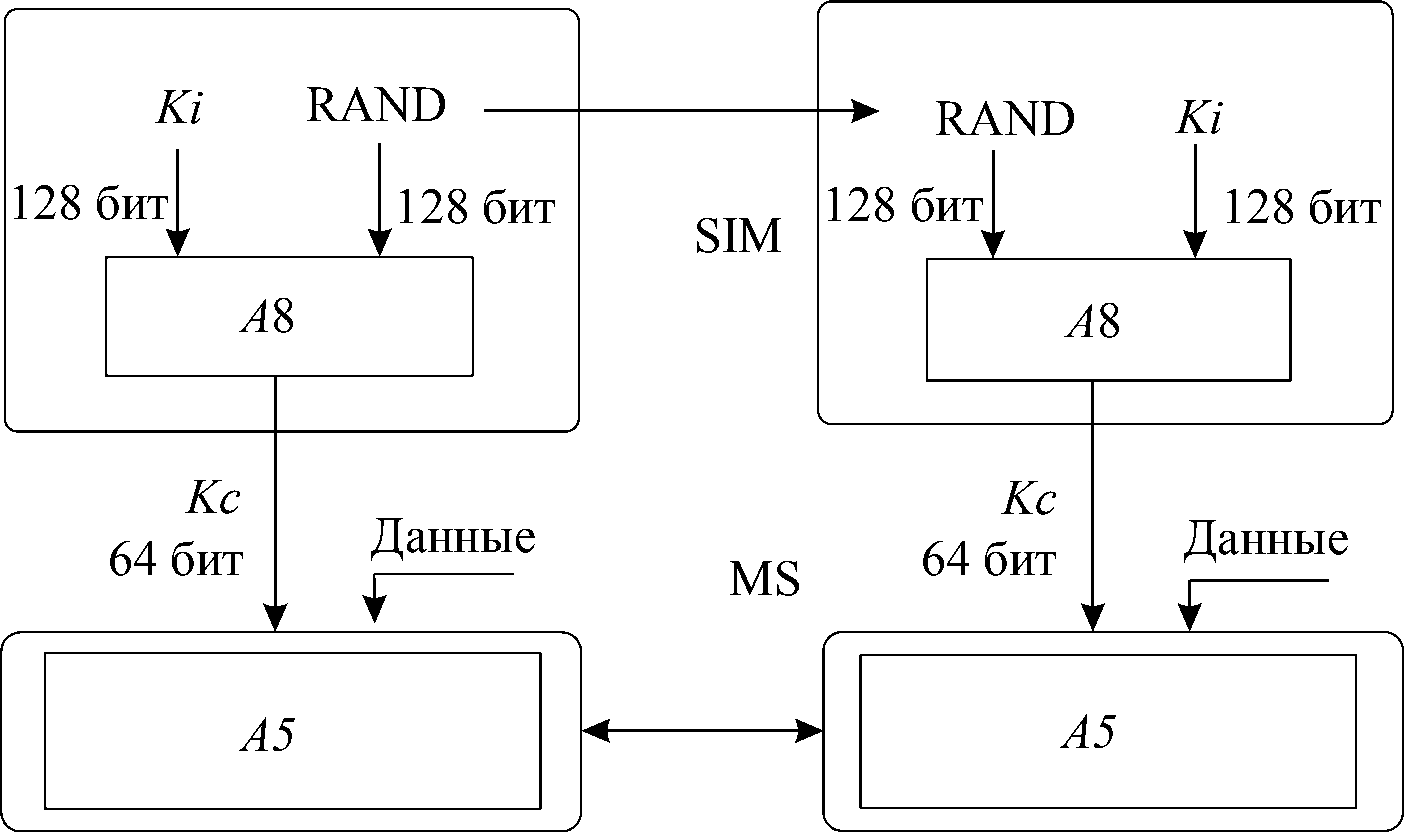 Ki RAND
128 бит 128 бит
A8
RAND Ki
128 бит 128 бит
A8
SIM
Kc
64 бит
Данные
MS
Kc
64 бит
Данные
A5
A5